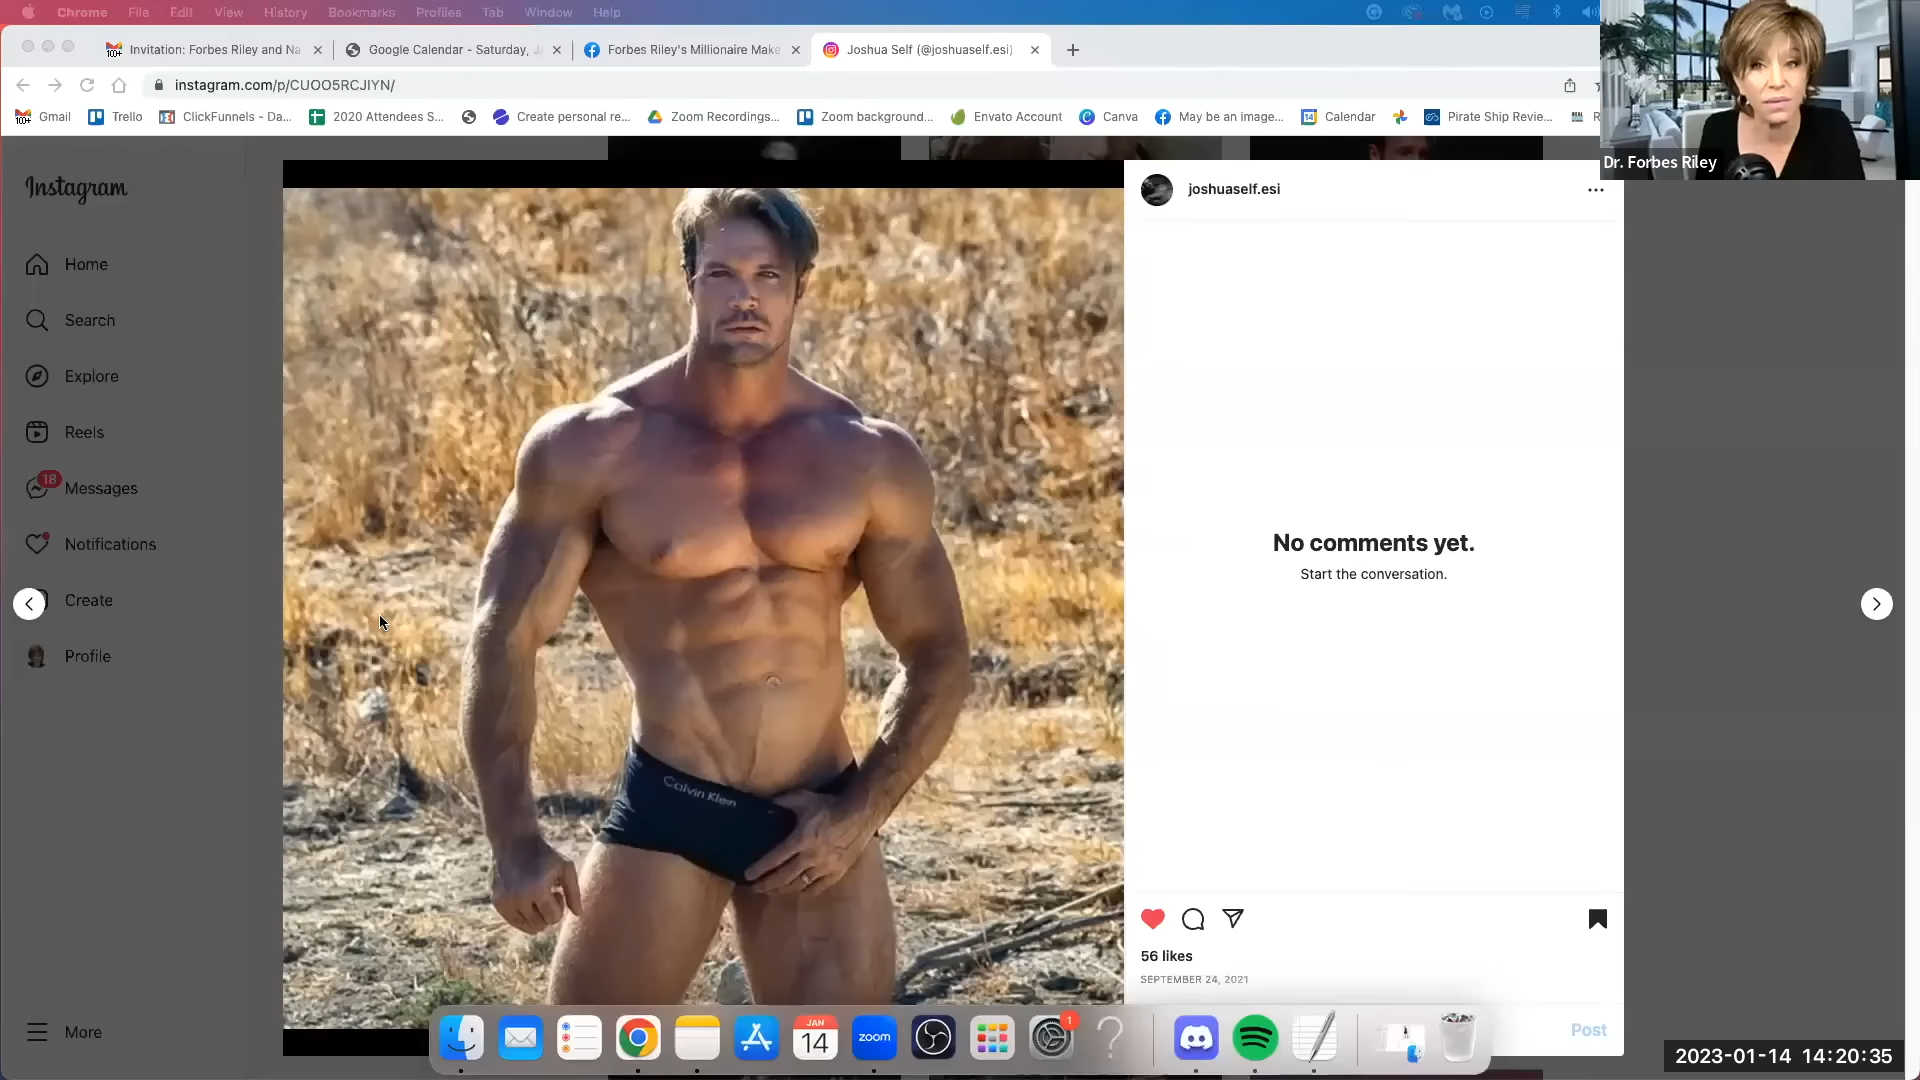 Chrome File Edit View History Bookmarks Profiles Tab Window Help
Invitation: Forbes Riley and Na
Google Calendar - Saturday, J
Forbes Riley's Millionaire Make
Joshua Self (@joshuaself.esi)
instagram.com/p/CUOO5RCJIYN/
Gmail
Trello
ClickFunnels - Da...
2020 Attendees S...
Create personal re...
Zoom Recordings...
Zoom background...
Envato Account
Canva
May be an image...
Calendar
Pirate Ship Revie...
Dr. Forbes Riley
Instagram
Home
Search
Explore
Reels
18
Messages
Notifications
Create
Profile
More
Calvin Klein
joshuaself.esi
No comments yet.
Start the conversation.
56 likes
SEPTEMBER 24, 2021
Post
JAN
14
zoom
1
2023-01-14 14:20:35